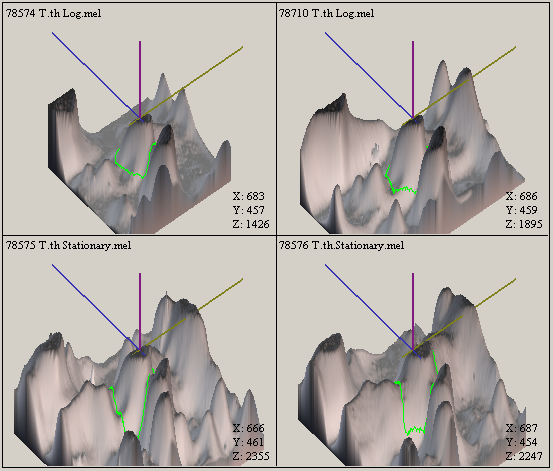 78574 T.th Log.mel
78710 T.th Log.mel
X: 683
Y: 457
Z: 1426
X: 686
Y: 459
Z: 1895
78575 T.th Stationary.mel
78576 T.th.Stationary.mel
X: 666
Y: 461
Z: 2355
X: 687
Y: 454
Z: 2247